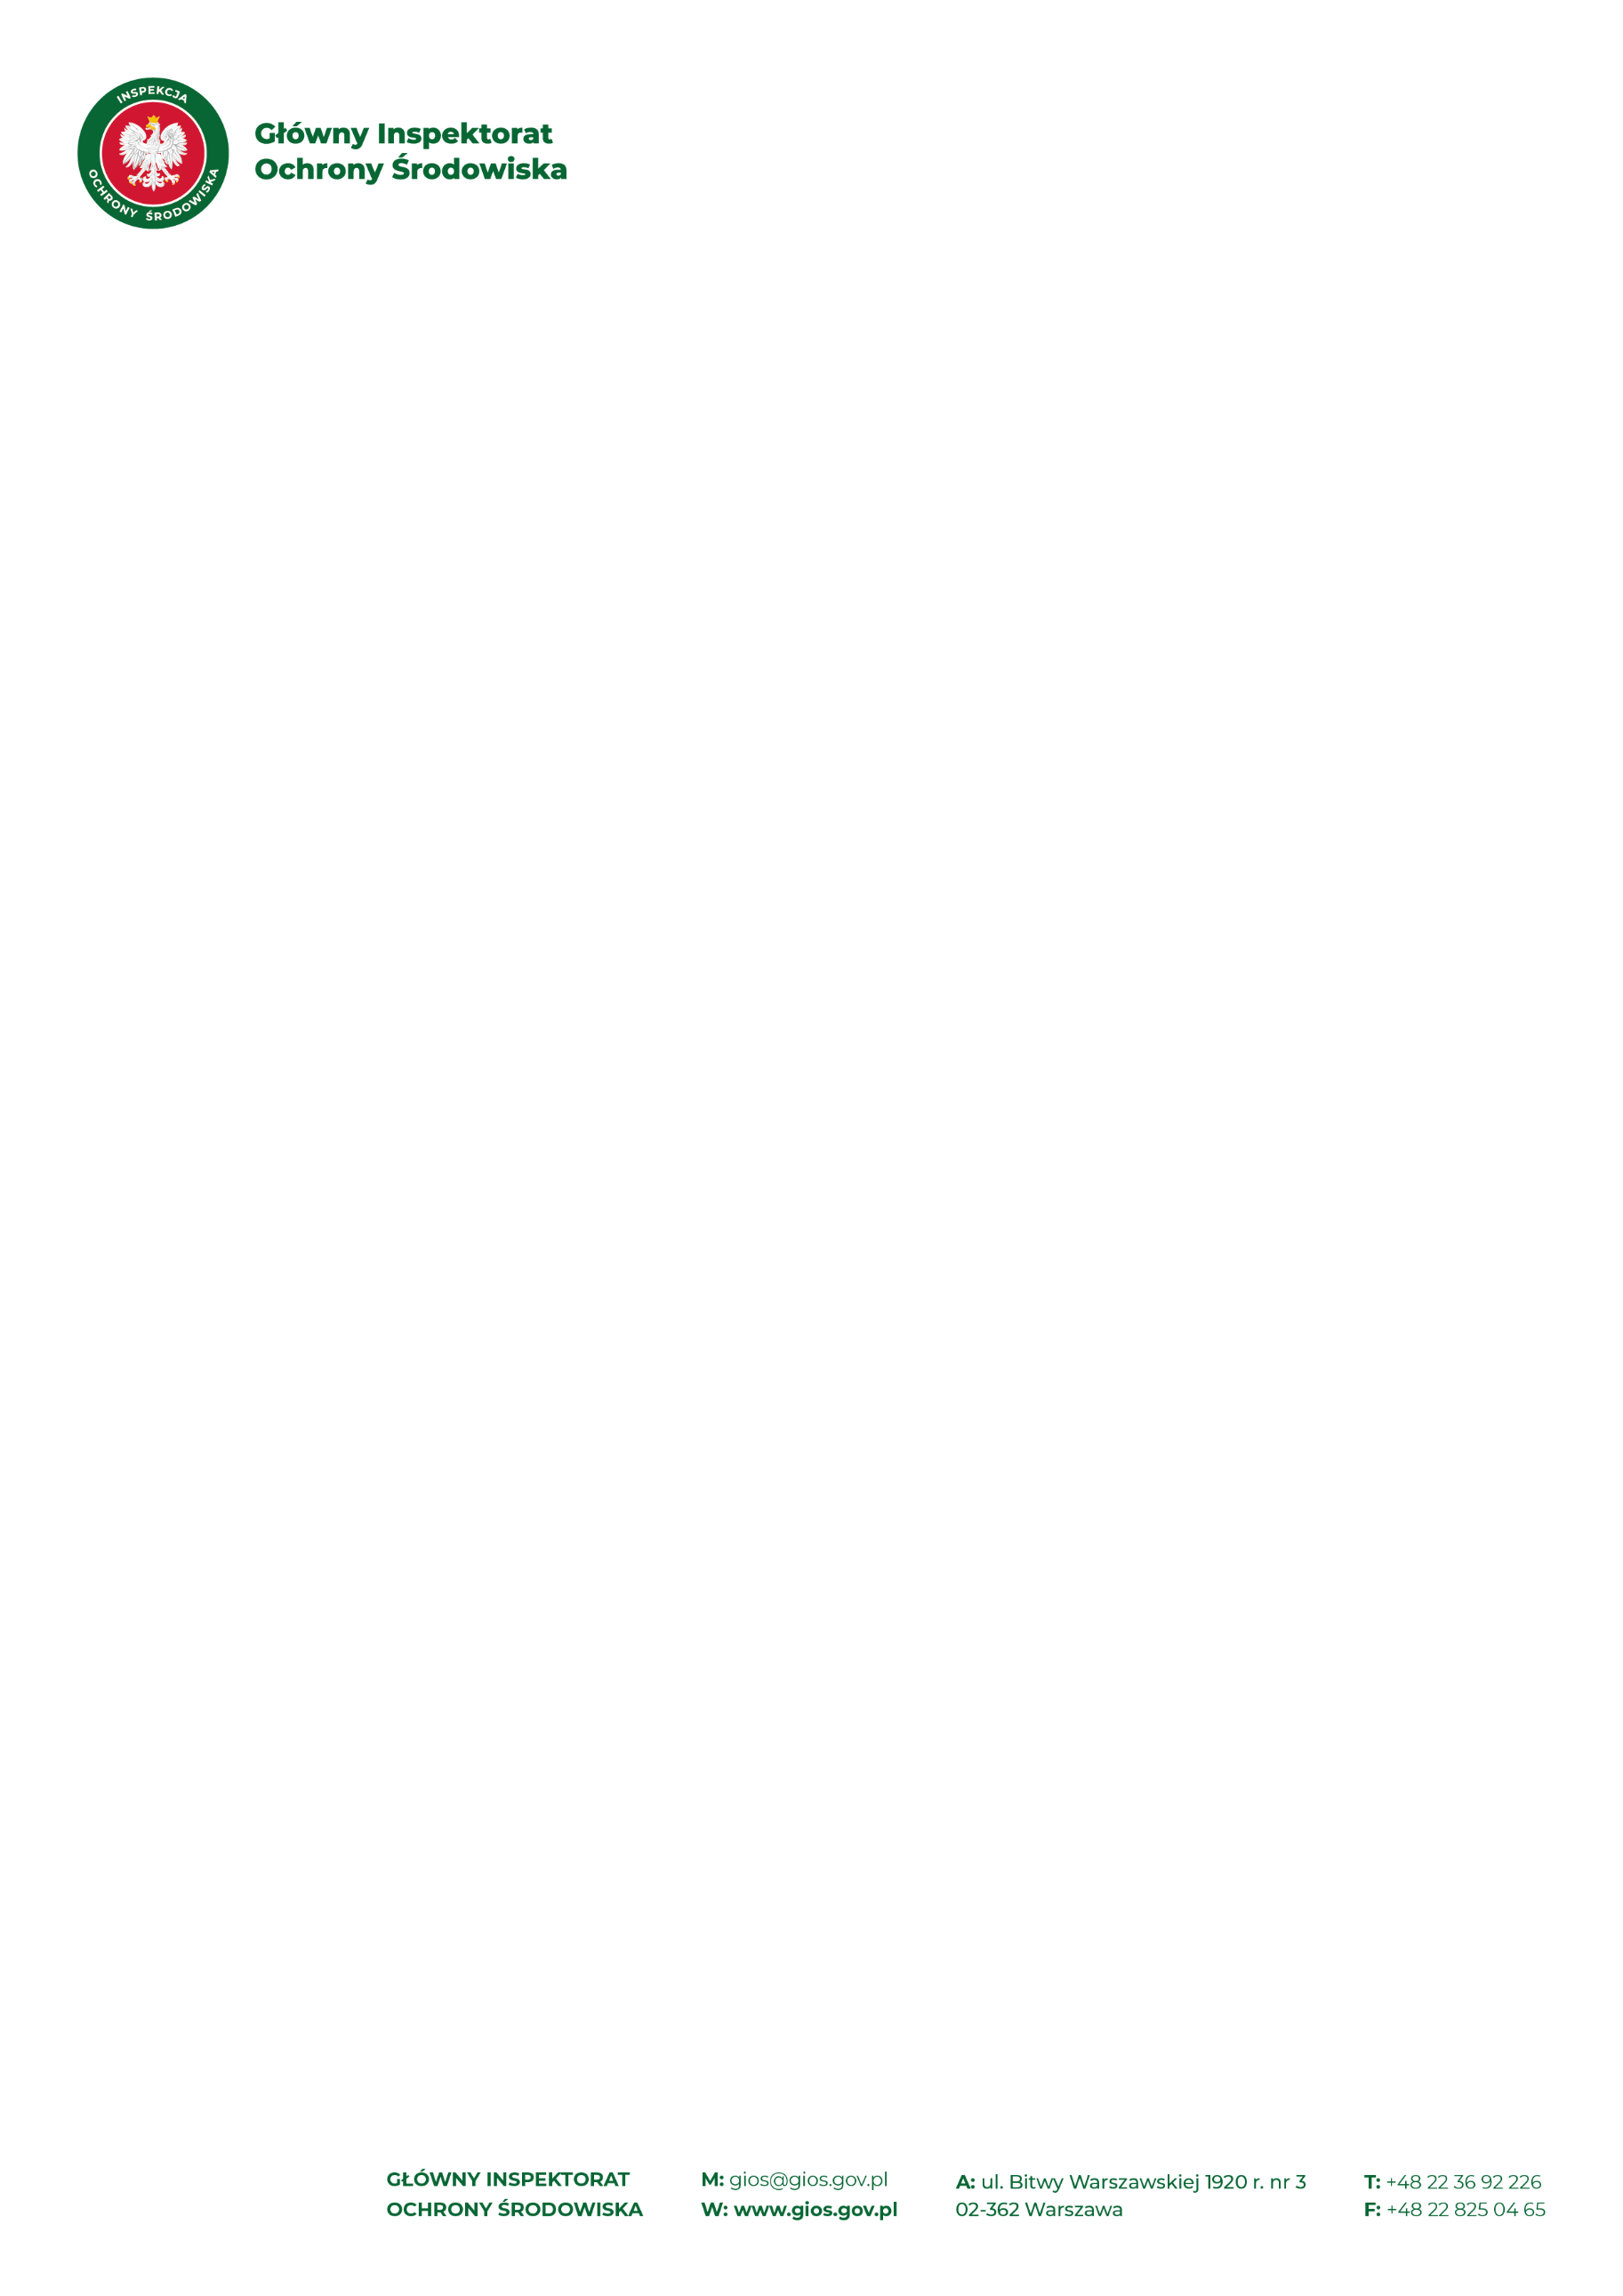 INSPEKCJA
OCHRONY ŚRODOWISKA
Główny Inspektorat
Ochrony Środowiska
GŁÓWNY INSPEKTORAT
OCHRONY ŚRODOWISKA
M: gios@gios.gov.pl
W: www.gios.gov.pl
A: ul. Bitwy Warszawskiej 1920 r. nr 3
02-362 Warszawa
T: +48 22 36 92 226
F: +48 22 825 04 65